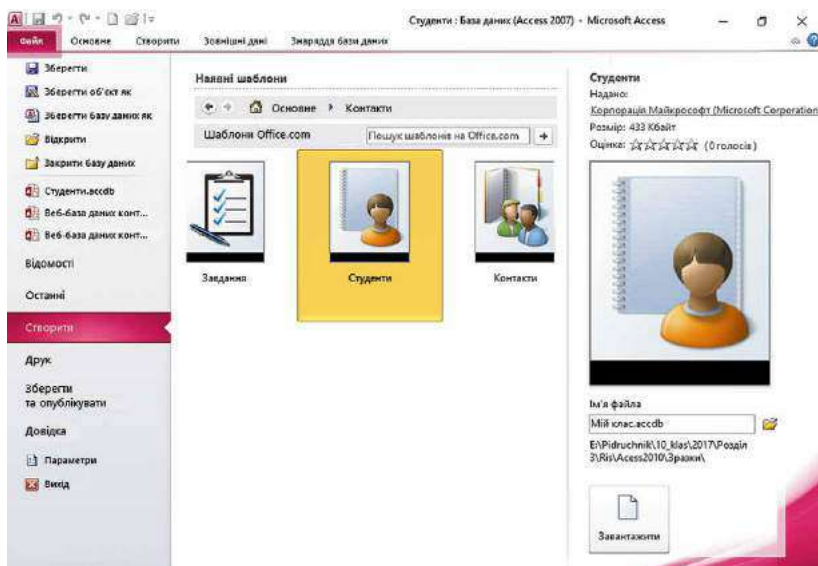 Студенти : База даних (Access 2007) - Microsoft Access
Файл Основне Створити Зовнішні дані Знаряддя бази даних
Зберегти
Зберегти об'єкт як
Зберегти базу даних як
Відкрити
Закрити базу даних
Студенти.accdb
Веб-база даних конт...
Веб-база даних конт...
Відомості
Останні
Створити
Друк
Зберегти
та опублікувати
Довідка
Параметри
Вихід
Наявні шаблони
Основне Контакти
Шаблони Office.com Пошук шаблонів на Office.com
Завдання
Студенти
Контакти
Студенти
Надано:
Корпорація Майкрософт (Microsoft Corporation
Розмір: 433 Кбайт
Оцінка: (0 голосів)
Ім'я файла
Мій клас.accdb
E:\Pidruchnik\10_klas\2017\Розділ
3\Ris\Acess2010\Зразки\
Завантажити